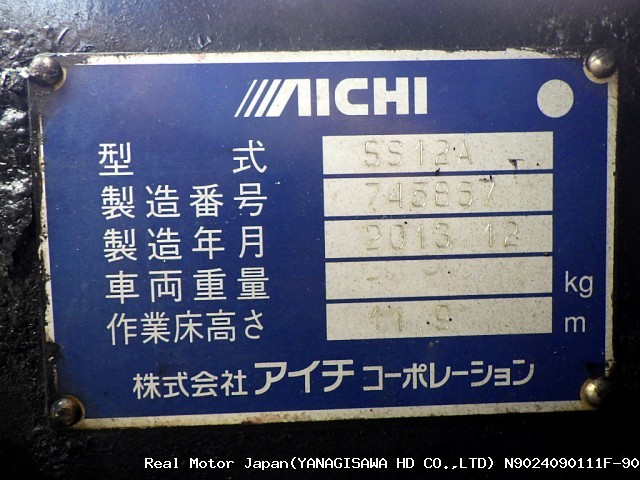 AICHI
型 式 SS12A
製造番号
製造年月 2013.12
車両重量 kg
作業床高さ 11.9 m
株式会社アイチコーポレーション
Real Motor Japan(YANAGISAWA HD CO.,LTD) N9024090111F-90